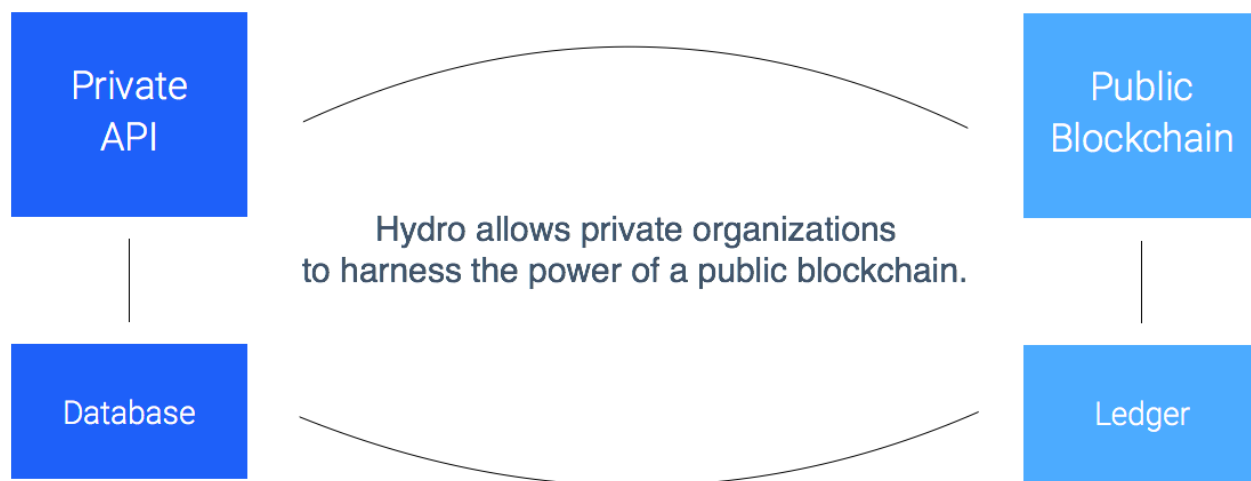 Private
API
Public
Blockchain
Hydro allows private organizations
to harness the power of a public blockchain.
Database
Ledger